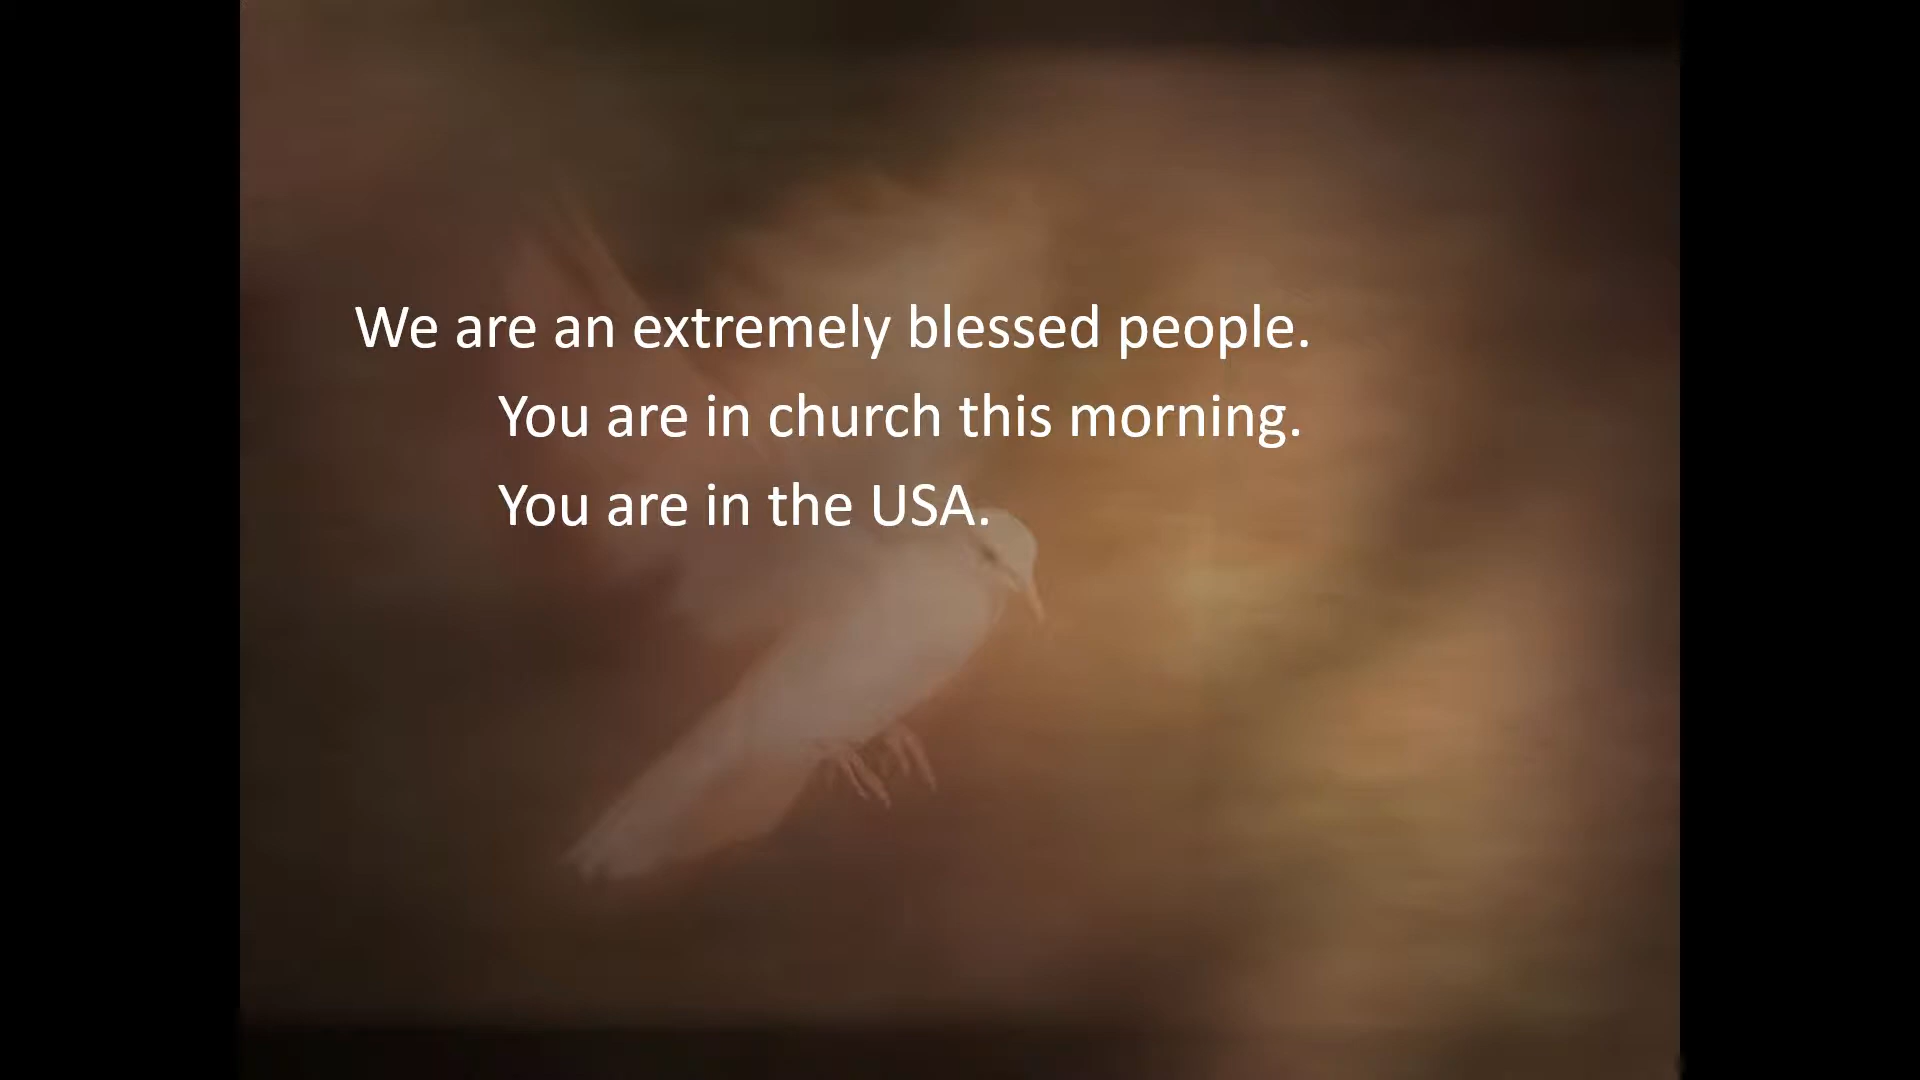 We are an extremely blessed people.
You are in church this morning.
You are in the USA.